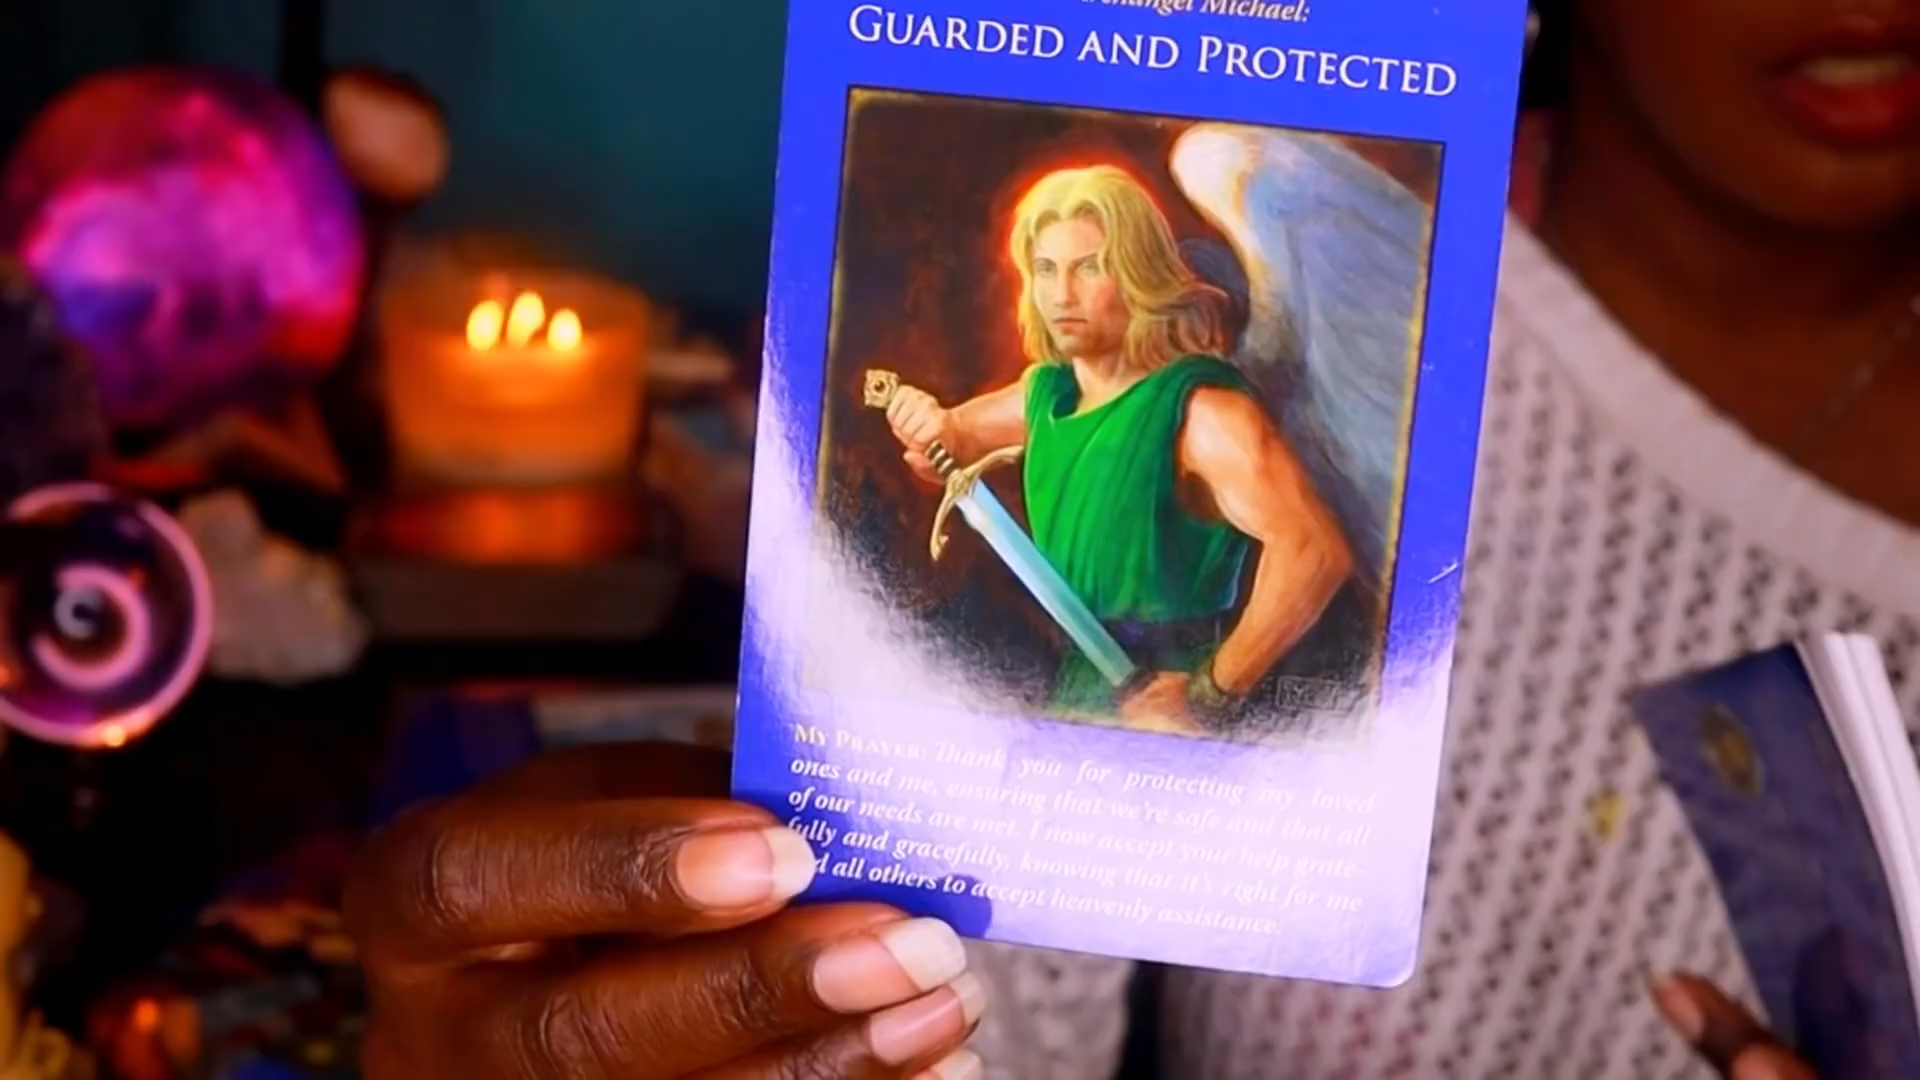 Archangel Michael:
GUARDED AND PROTECTED
MY PRAYER: Thank you for protecting my loved
ones and me, ensuring that we're safe and that all
of our needs are met. I now accept your help grate-
fully and gracefully, knowing that it's right for me
all others to accept heavenly assistance.